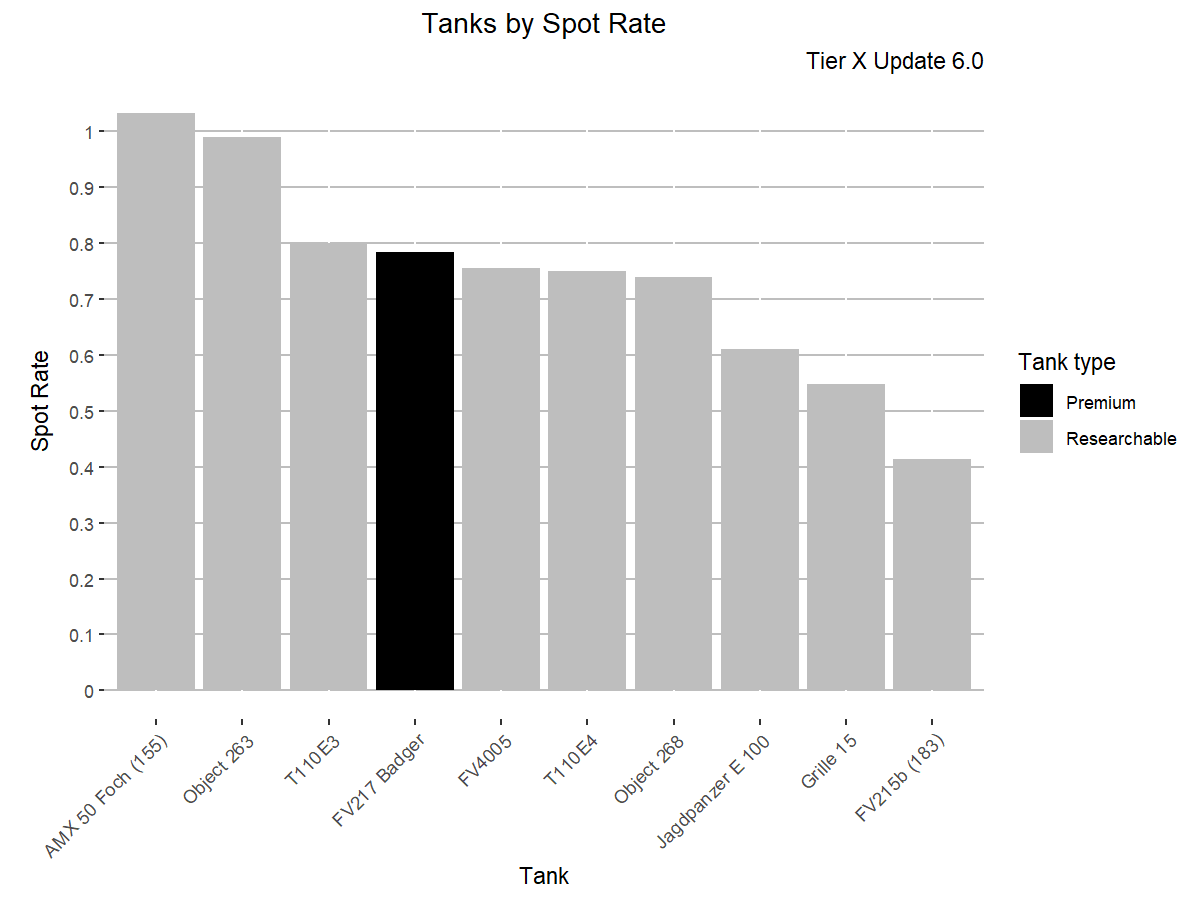 Tanks by Spot Rate
Tier X Update 6.0
Spot Rate
1
0.9
0.8
0.7
0.6
0.5
0.4
0.3
0.2
0.1
0
AMX 50 Foch (155)
Object 263
T110E3
FV217 Badger
FV4005
T110E4
Object 268
Jagdpanzer E 100
Grille 15
FV215b (183)
Tank
Tank type
Premium
Researchable